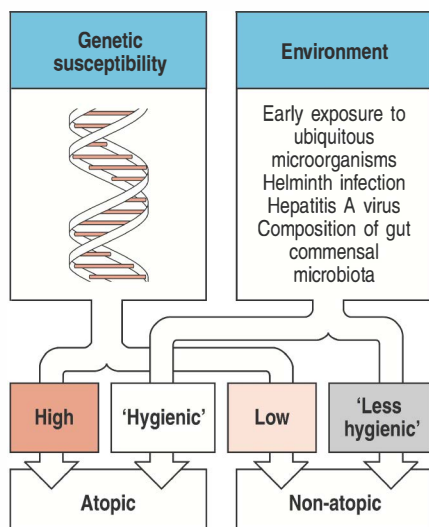 Genetic
susceptibility
Environment
Early exposure to
ubiquitous
microorganisms
Helminth infection
Hepatitis A virus
Composition of gut
commensal
microbiota
High
‘Hygienic’
Low
‘Less
hygienic’
Atopic
Non-atopic